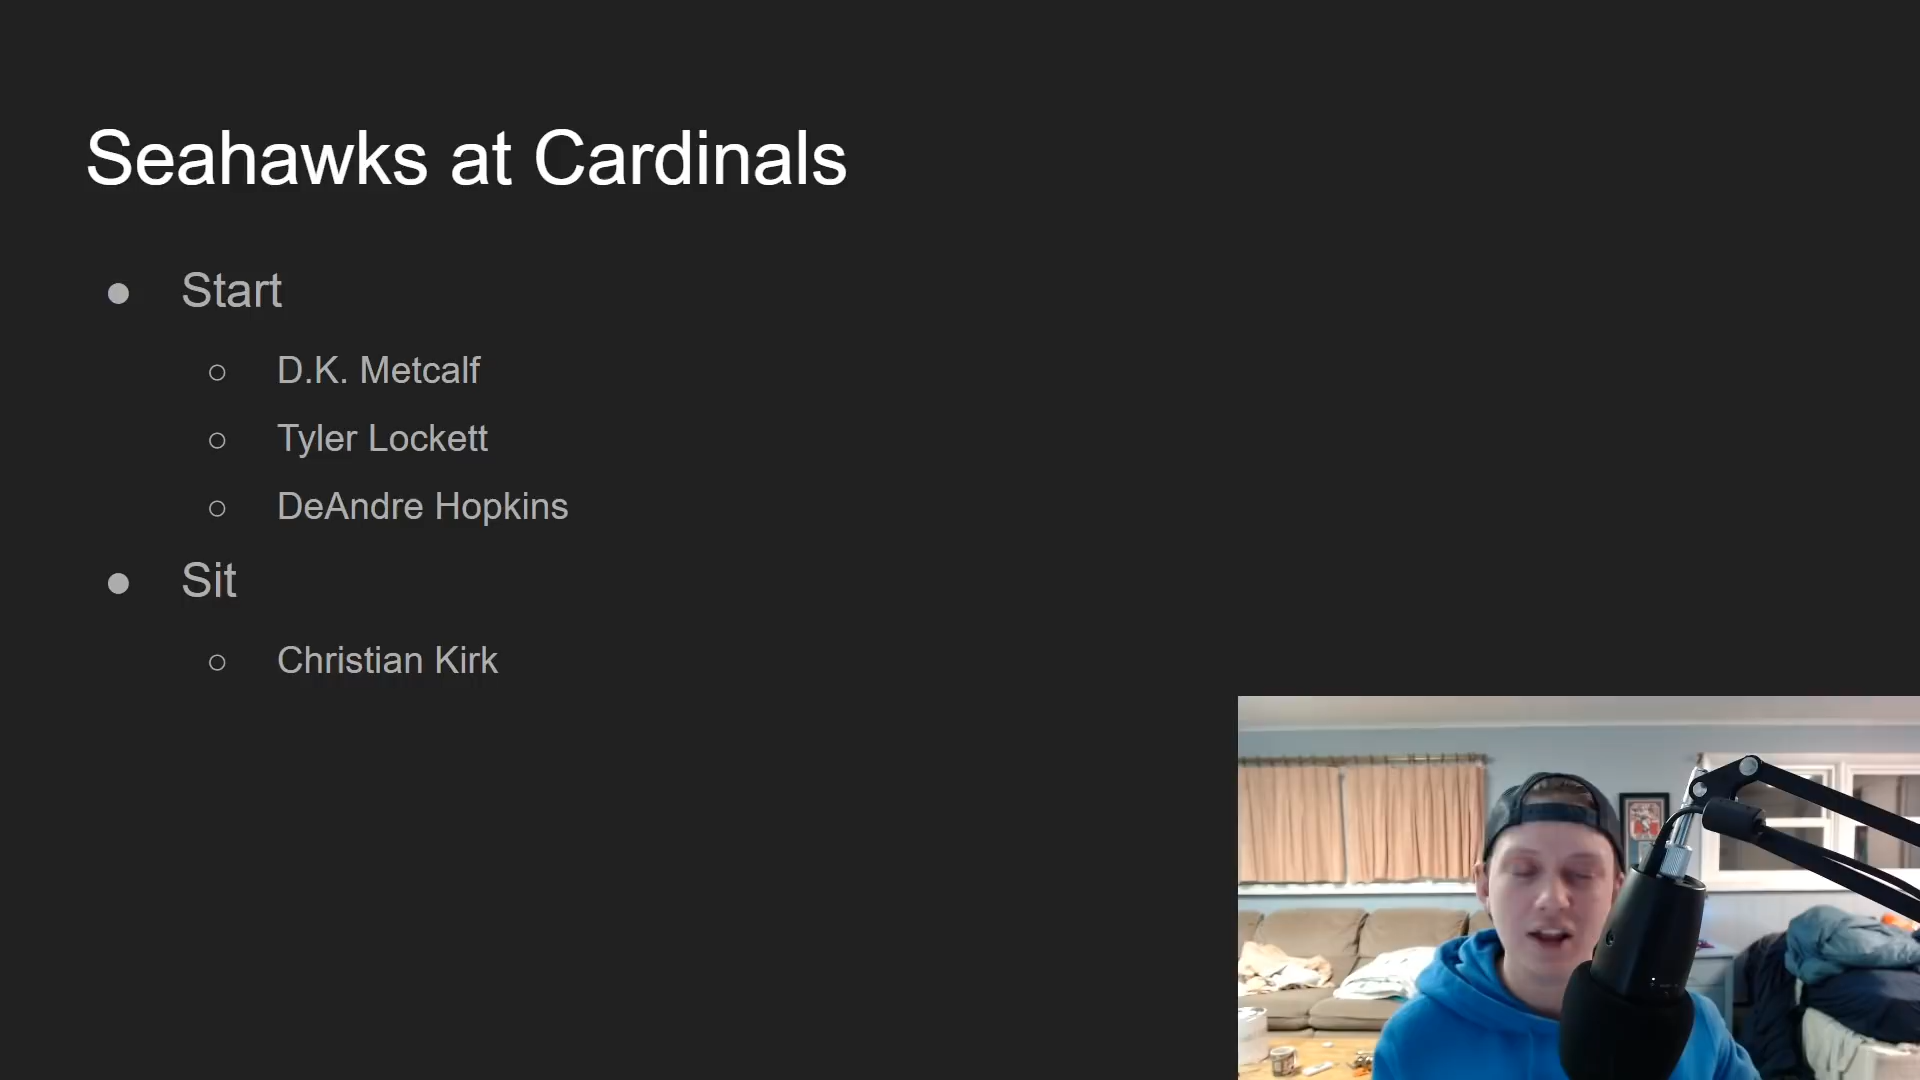 Seahawks at Cardinals
● Start
○ D.K. Metcalf
○ Tyler Lockett
○ DeAndre Hopkins
● Sit
○ Christian Kirk